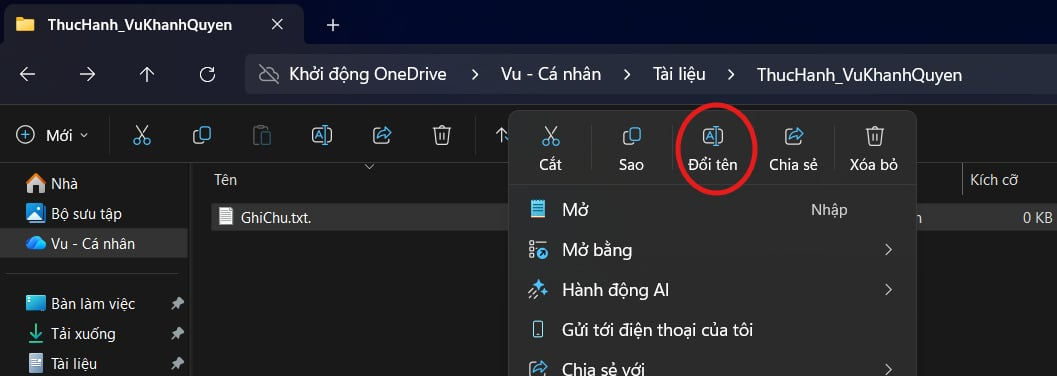 ThucHanh_VuKhanhQuyen
Khởi động OneDrive > Vu - Cá nhân > Tài liệu > ThucHanh_VuKhanhQuyen
Mới
Cắt Sao Đổi tên Chia sẻ Xóa bỏ
Nhà
Bộ sưu tập
Vu - Cá nhân
Bàn làm việc
Tải xuống
Tài liệu
Tên Kích cỡ
GhiChu.txt. 0 KB
Mở Nhập
Mở bằng
Hành động AI
Gửi tới điện thoại của tôi
Chia sẻ với